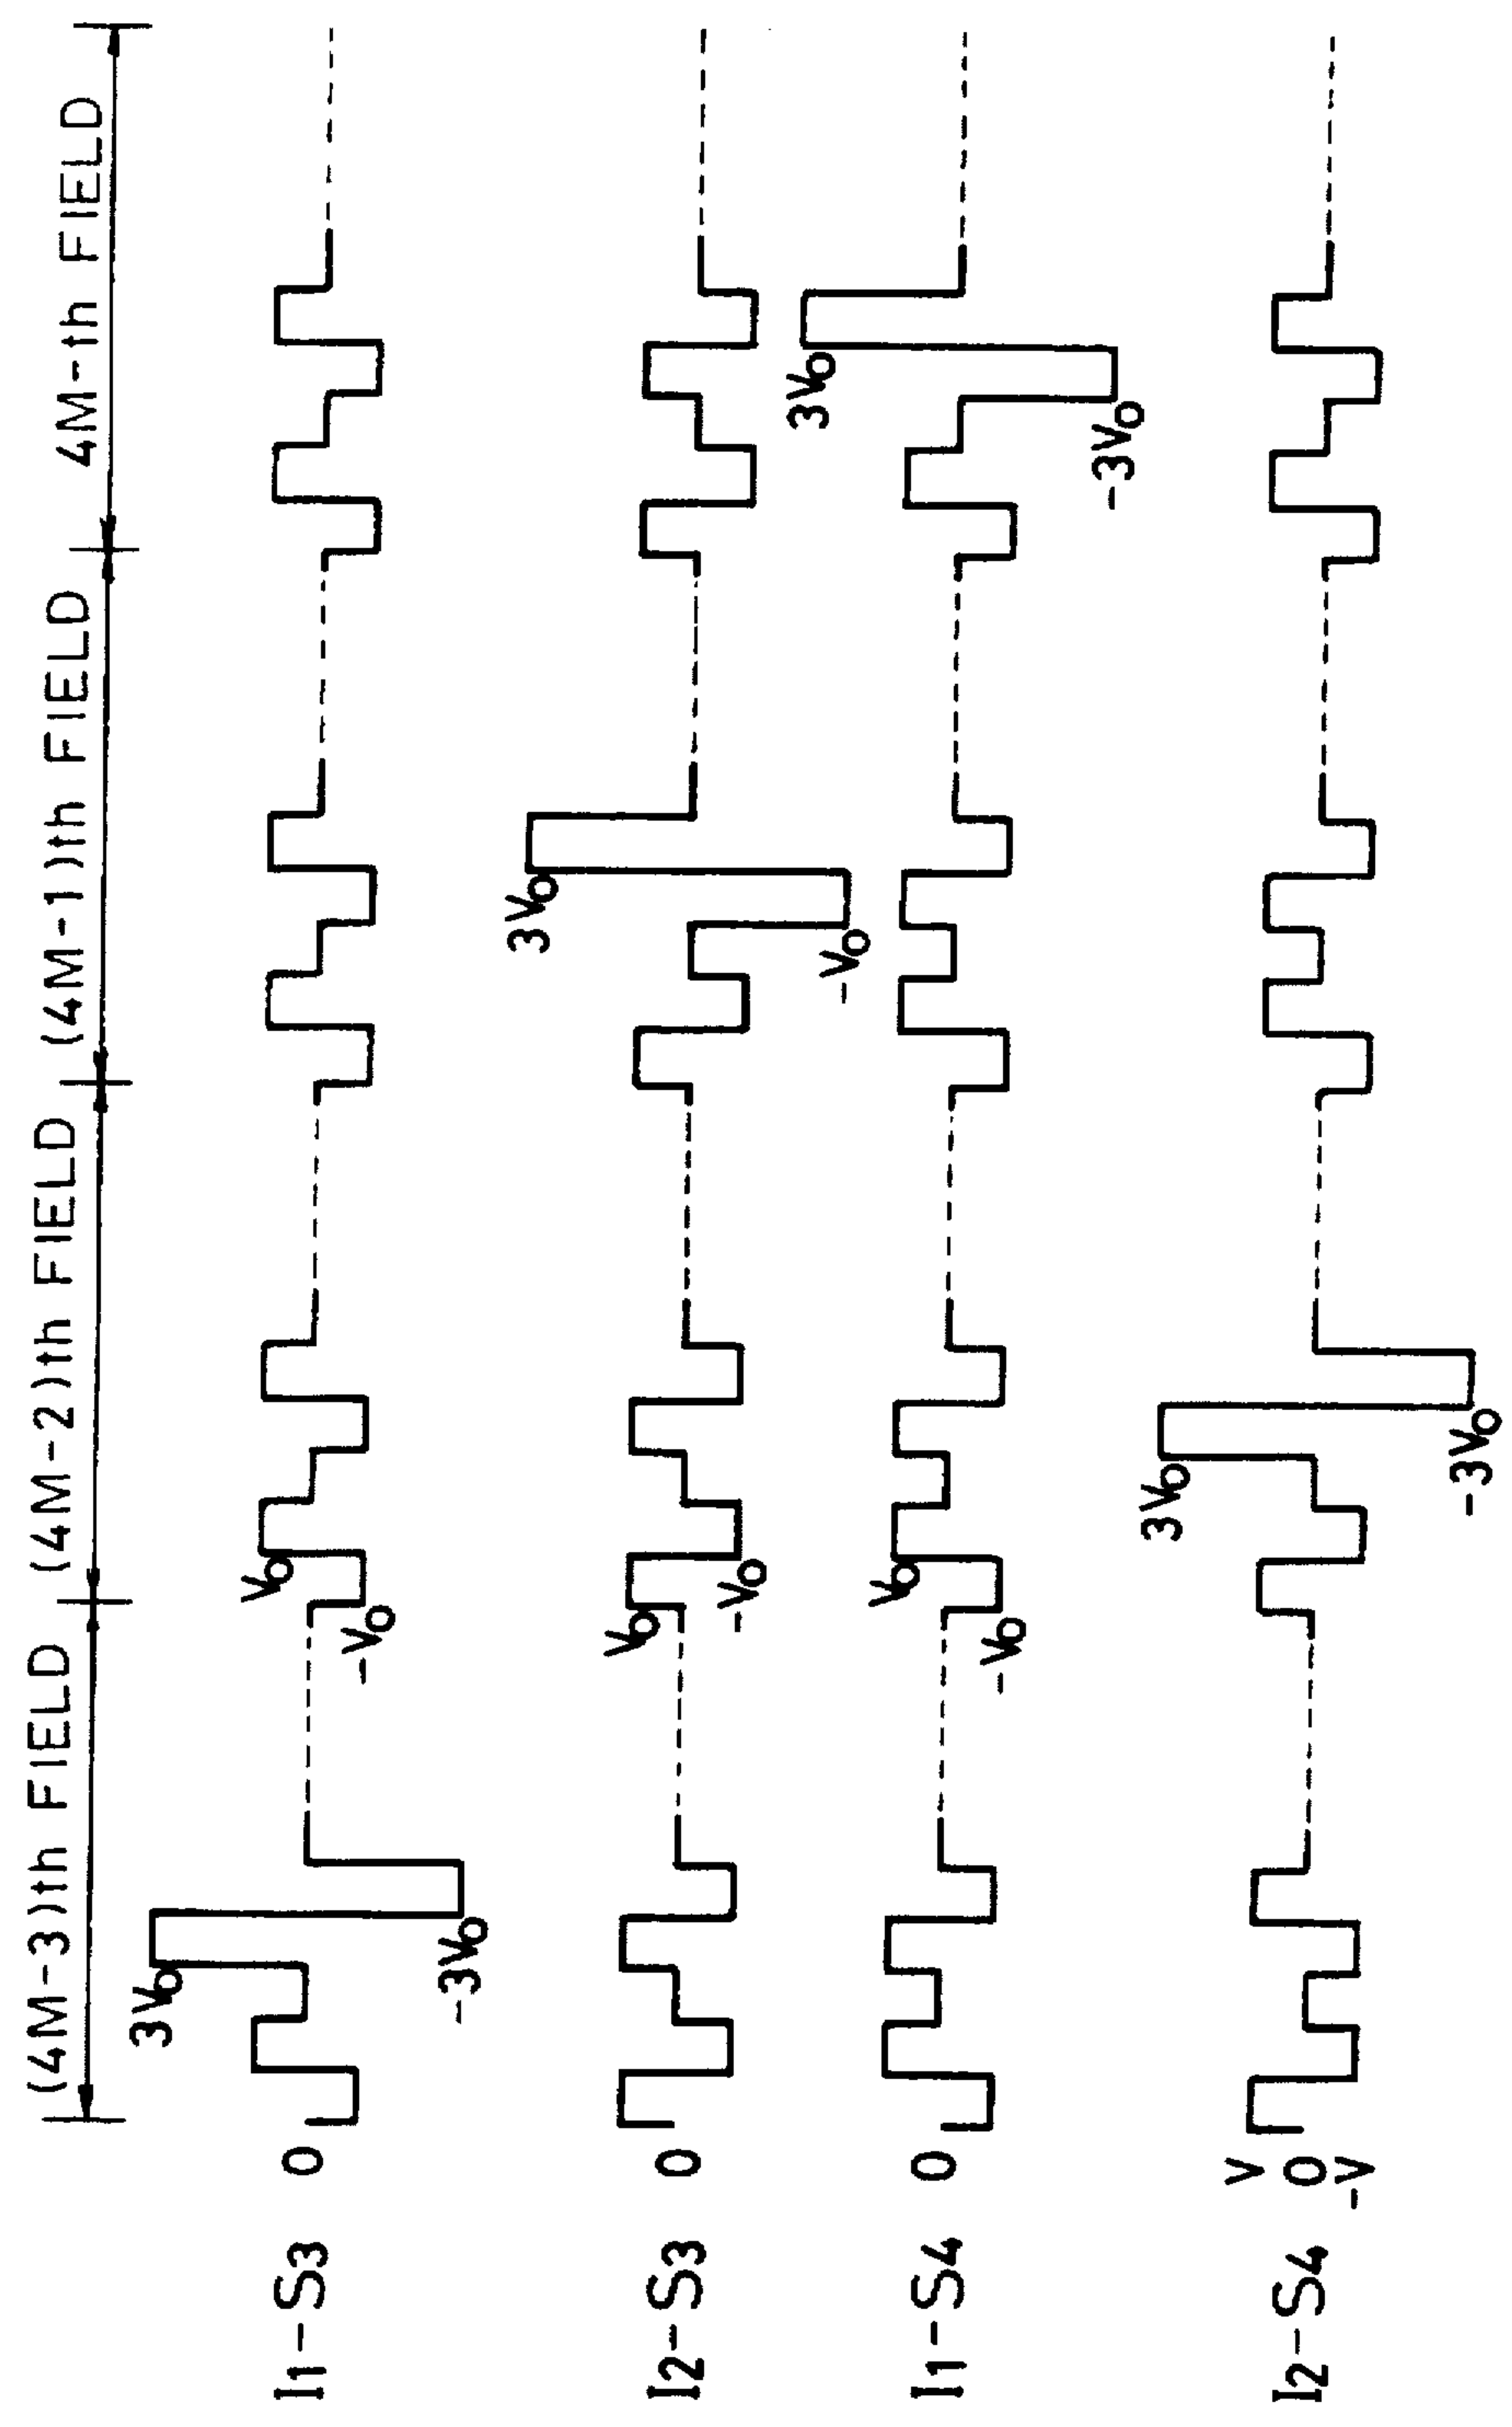 (4M-3)th FIELD (4M-2)th FIELD (4M-1)th FIELD 4M-th FIELD
I1-S3 0 3V0 -3V0 -V0 V0
I2-S3 0 V0 -V0 3V0 -V0
I1-S4 0 -V0 V0 -3V0 3V0
I2-S4 V 0 -V 3V0 -3V0